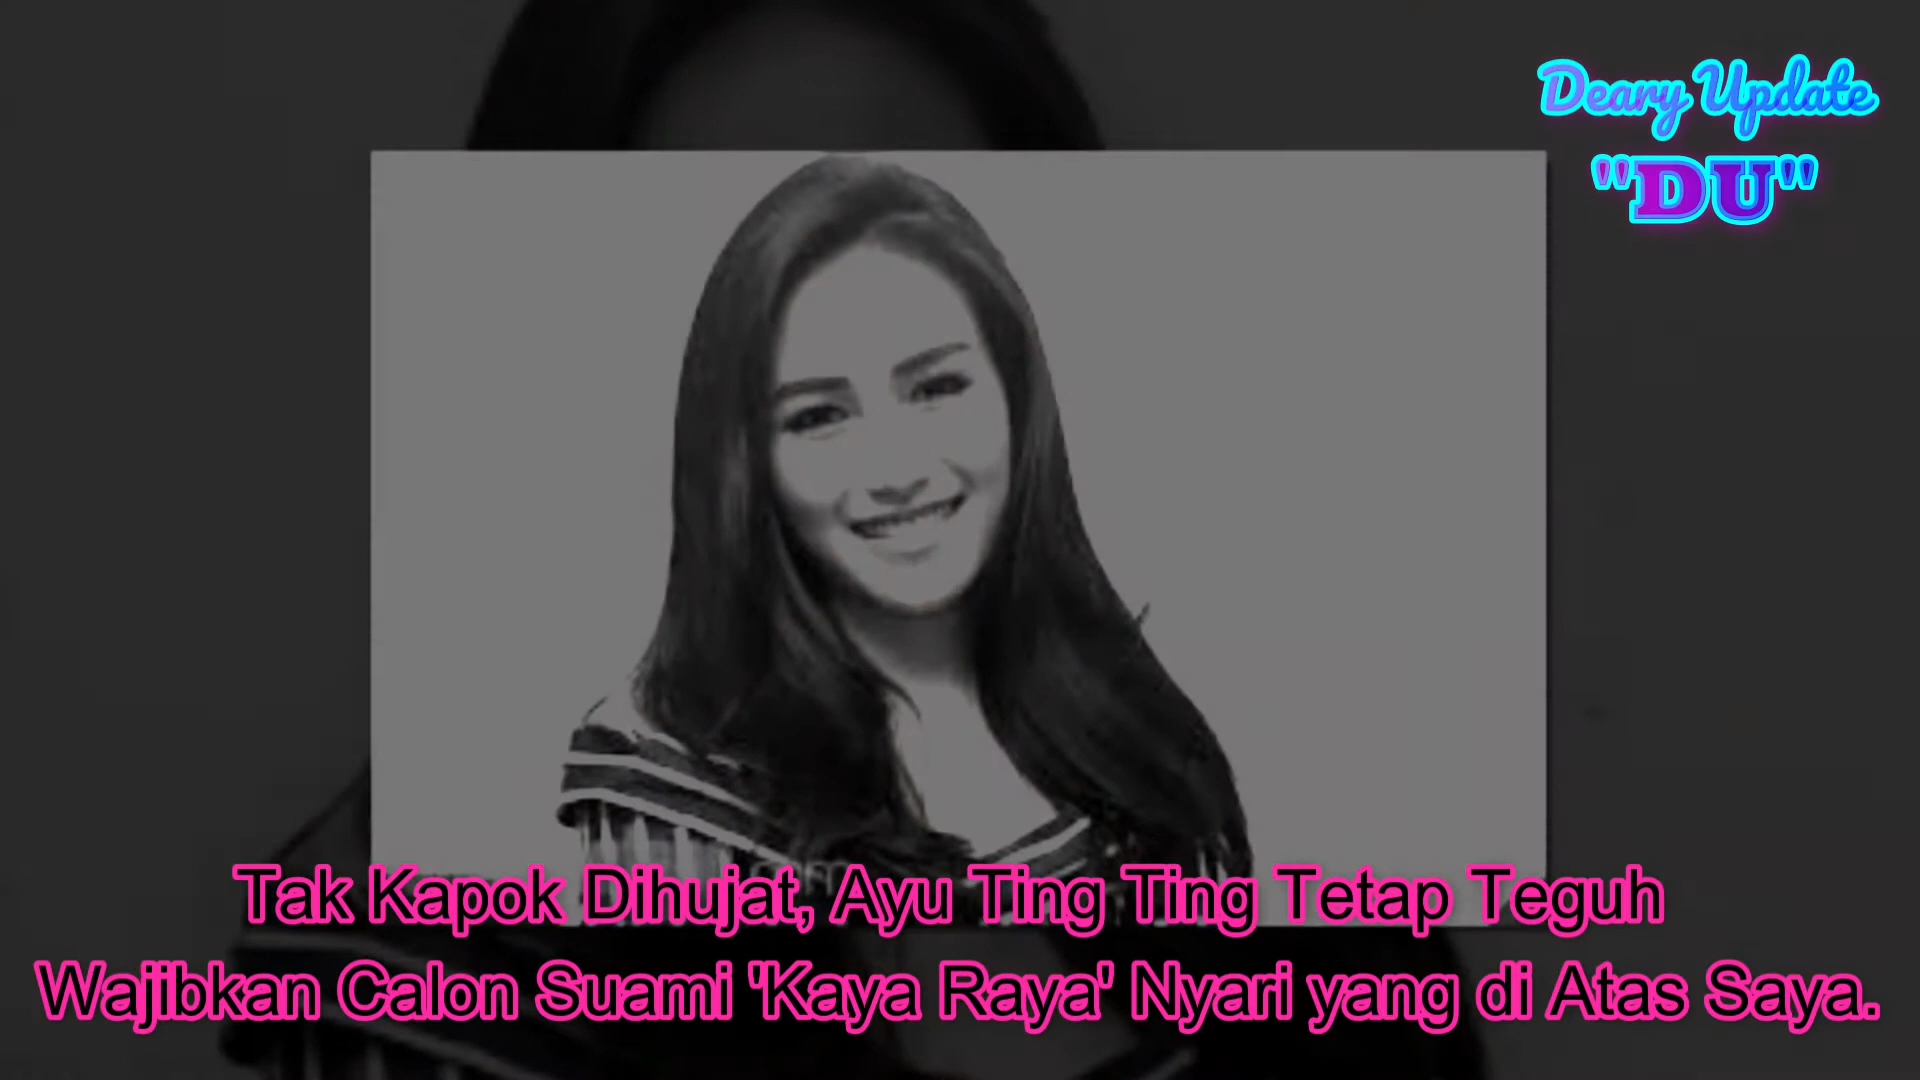 Deary Update
"DU"
.com
Tak Kapok Dihujat, Ayu Ting Ting Tetap Teguh
Wajibkan Calon Suami 'Kaya Raya' Nyari yang di Atas Saya.